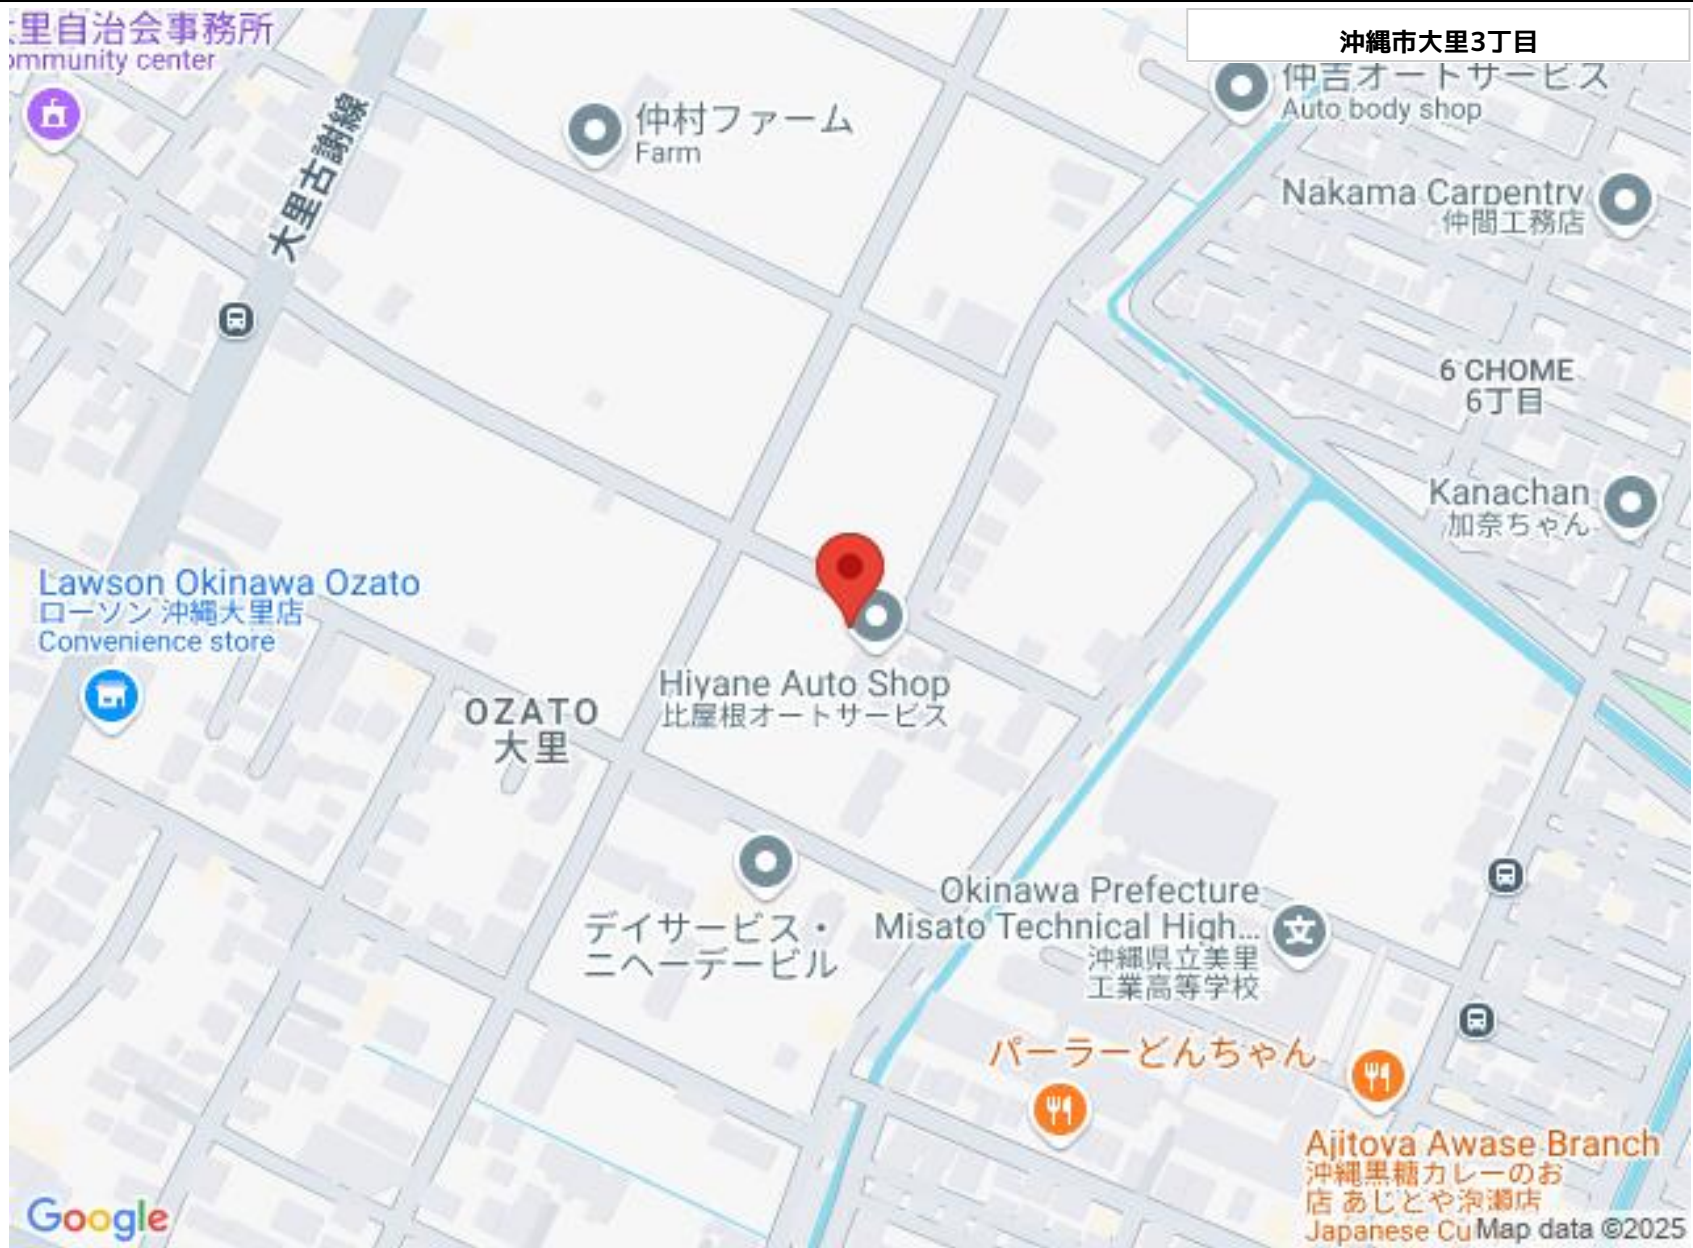 沖縄市大里3丁目
里自治会事務所
ommunity center
大里古謝線
仲村ファーム
Farm
仲吉オートサービス
Auto body shop
Nakama Carpentry
仲間工務店
6 CHOME
6丁目
Kanachan
加奈ちゃん
Lawson Okinawa Ozato
ローソン 沖縄大里店
Convenience store
OZATO
大里
Hiyane Auto Shop
比屋根オートサービス
デイサービス・
ニヘーデービル
Okinawa Prefecture
Misato Technical High...
沖縄県立美里
工業高等学校
文
パーラーどんちゃん
Ajitoya Awase Branch
沖縄黒糖カレーのお
店 あじとや泡瀬店
Japanese Cu
Google
Map data ©2025